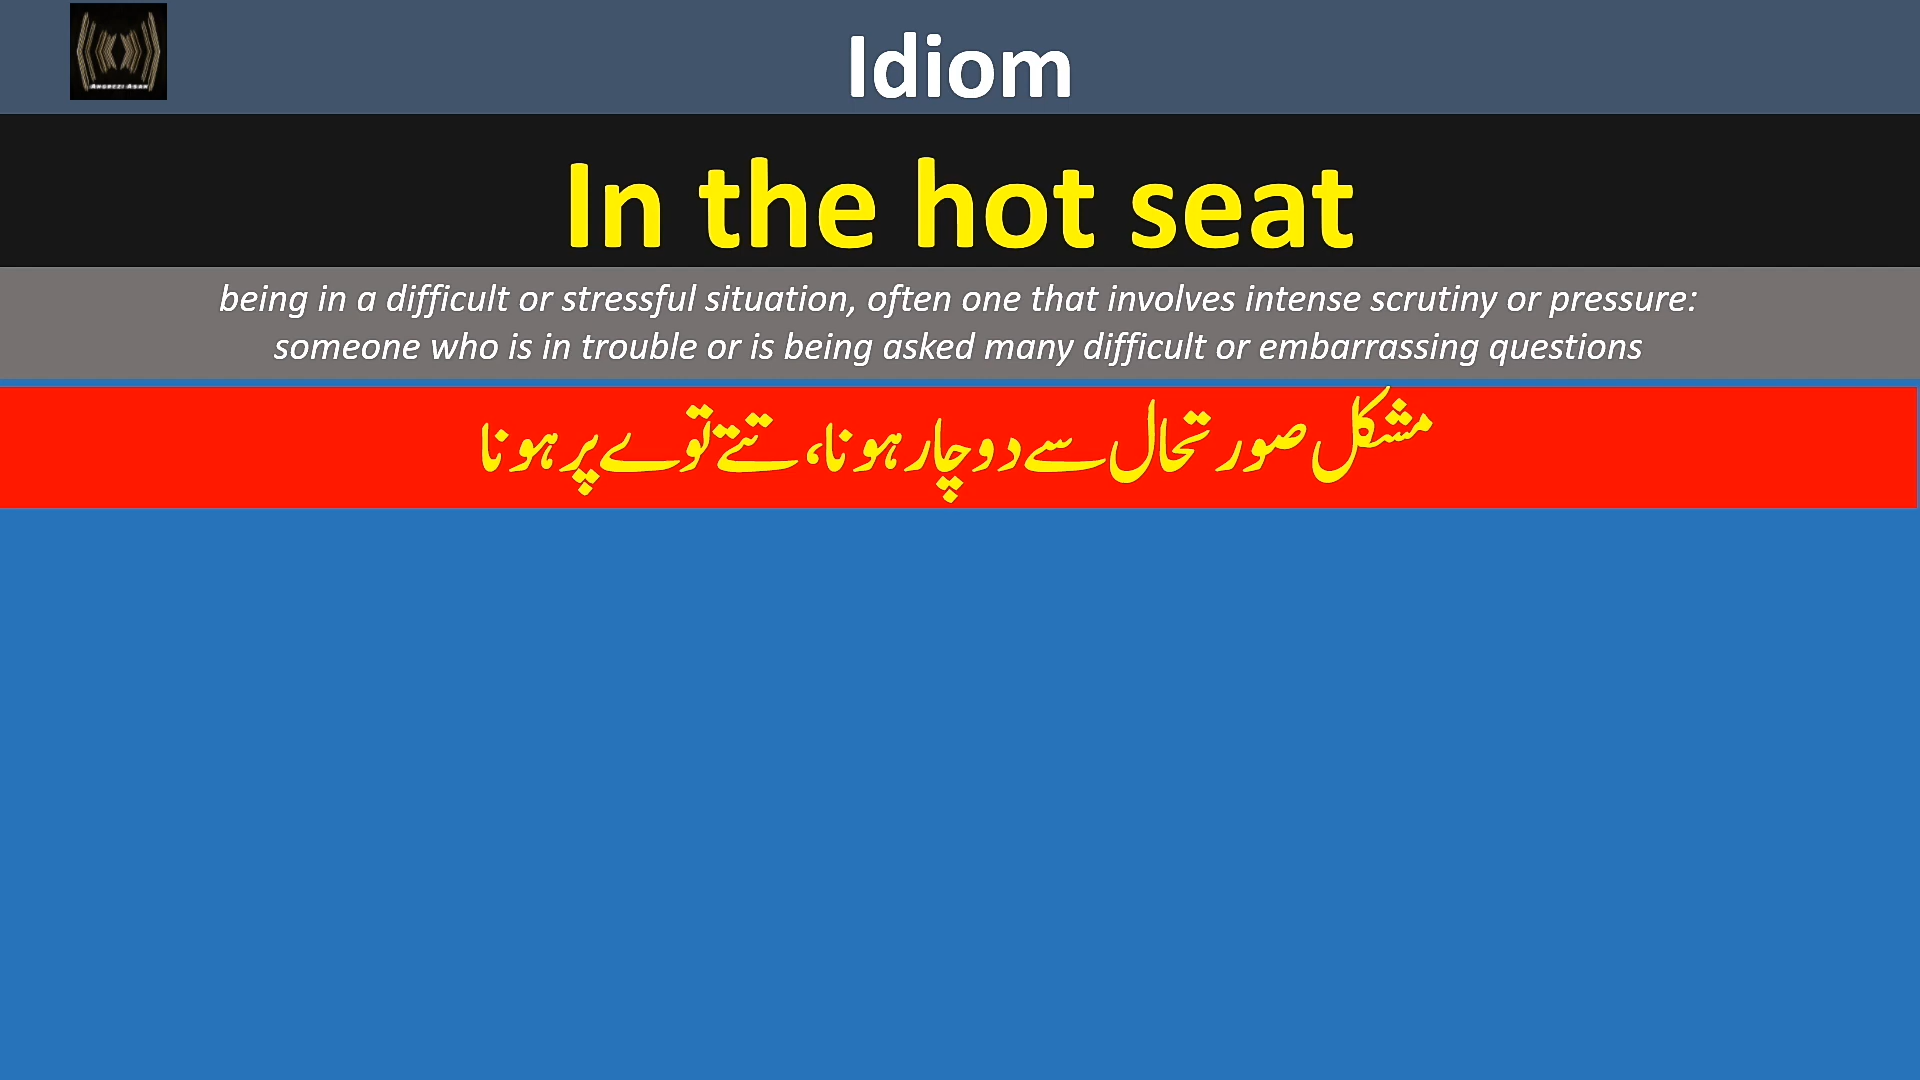 Angrezi Asan
Idiom
In the hot seat
being in a difficult or stressful situation, often one that involves intense scrutiny or pressure:
someone who is in trouble or is being asked many difficult or embarrassing questions
مشکل صورتحال سے دوچار ہونا، تتے توے پر ہونا